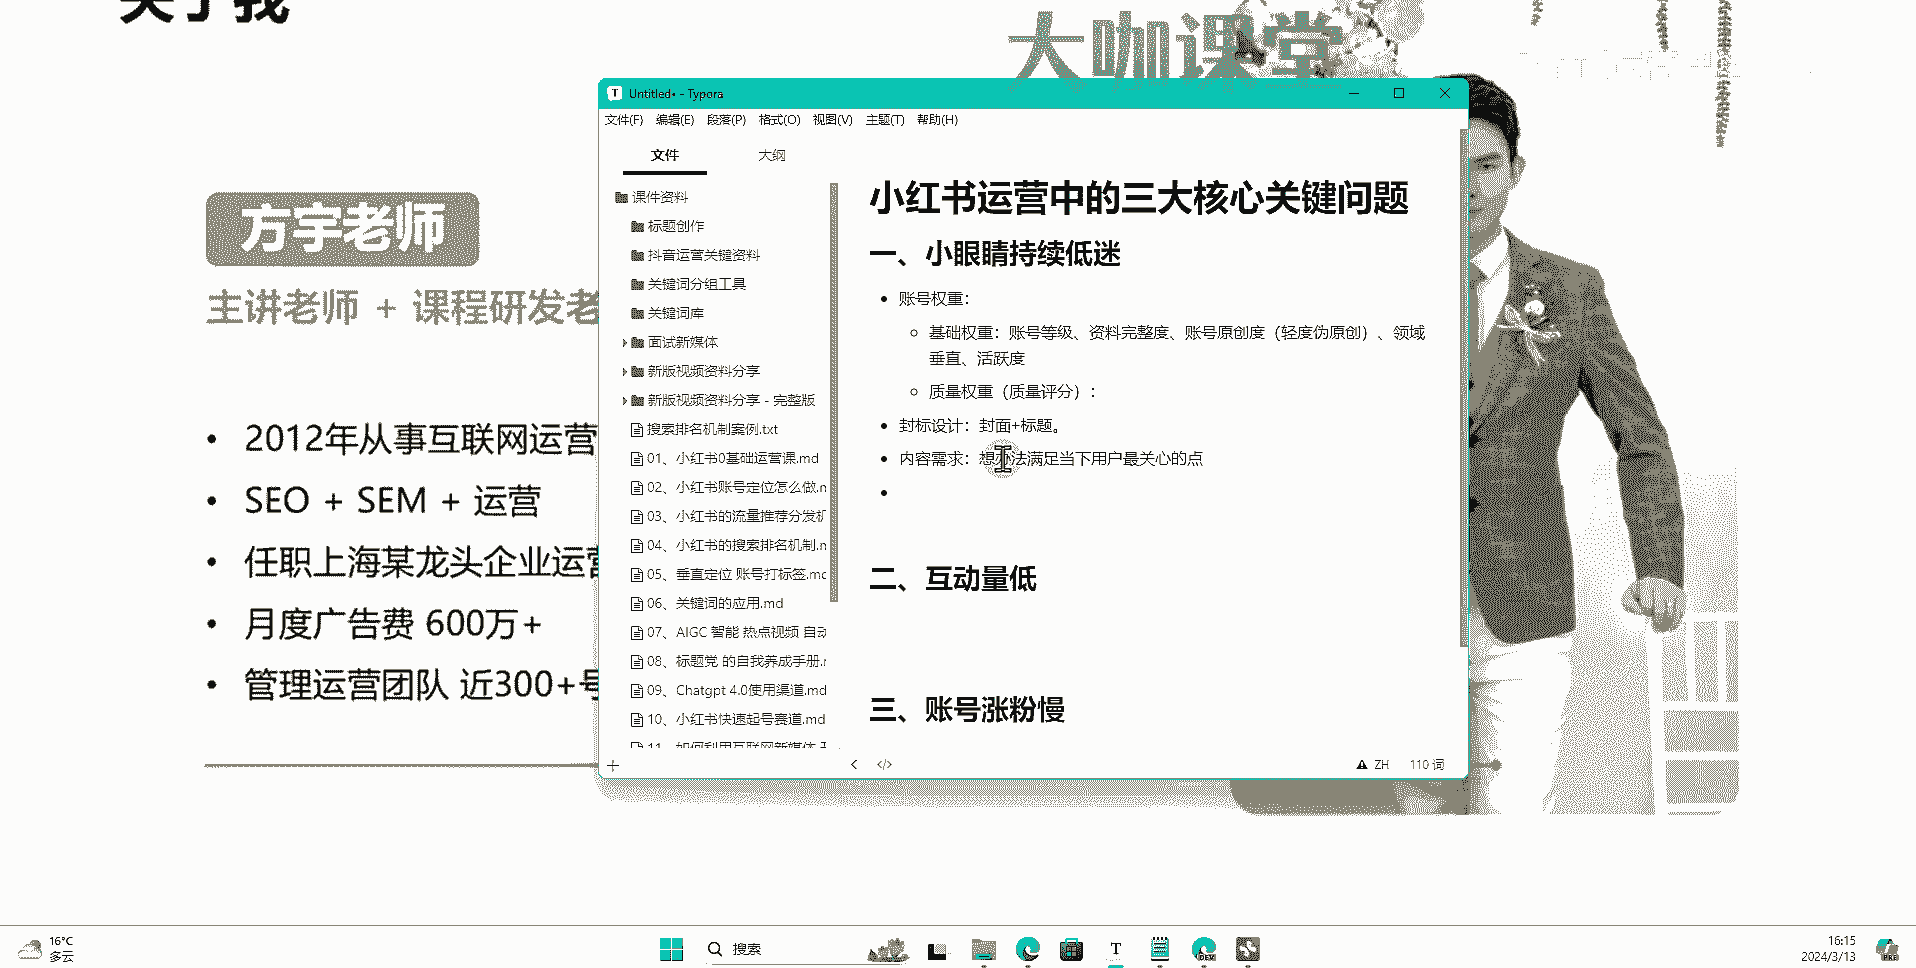 关于我
大咖课堂
方宇老师
主讲老师 + 课程研发老
• 2012年从事互联网运营
• SEO + SEM + 运营
• 任职上海某龙头企业运营
• 月度广告费 600万+
• 管理运营团队 近300+号
Untitled• - Typora
文件(F) 编辑(E) 段落(P) 格式(O) 视图(V) 主题(T) 帮助(H)
文件 大纲
课件资料
标题创作
抖音运营关键资料
关键词分组工具
关键词库
面试新媒体
新版视频资料分享
新版视频资料分享 - 完整版
搜索排名机制案例.txt
01、小红书0基础运营课.md
02、小红书账号定位怎么做.m
03、小红书的流量推荐分发机
04、小红书的搜索排名机制.m
05、垂直定位 账号打标签.md
06、关键词的应用.md
07、AIGC 智能 热点视频 自动
08、标题党 的自我养成手册.m
09、Chatgpt 4.0使用渠道.md
10、小红书快速起号赛道.md
11、如何利用互联网新媒体
小红书运营中的三大核心关键问题
一、小眼睛持续低迷
• 账号权重：
基础权重：账号等级、资料完整度、账号原创度（轻度伪原创）、领域
垂直、活跃度
质量权重（质量评分）：
• 封标设计：封面+标题。
• 内容需求：想办法满足当下用户最关心的点
二、互动量低
三、账号涨粉慢
ZH 110 词
16°C
多云
搜索
T
DEV
16:15
2024/3/13
PRE